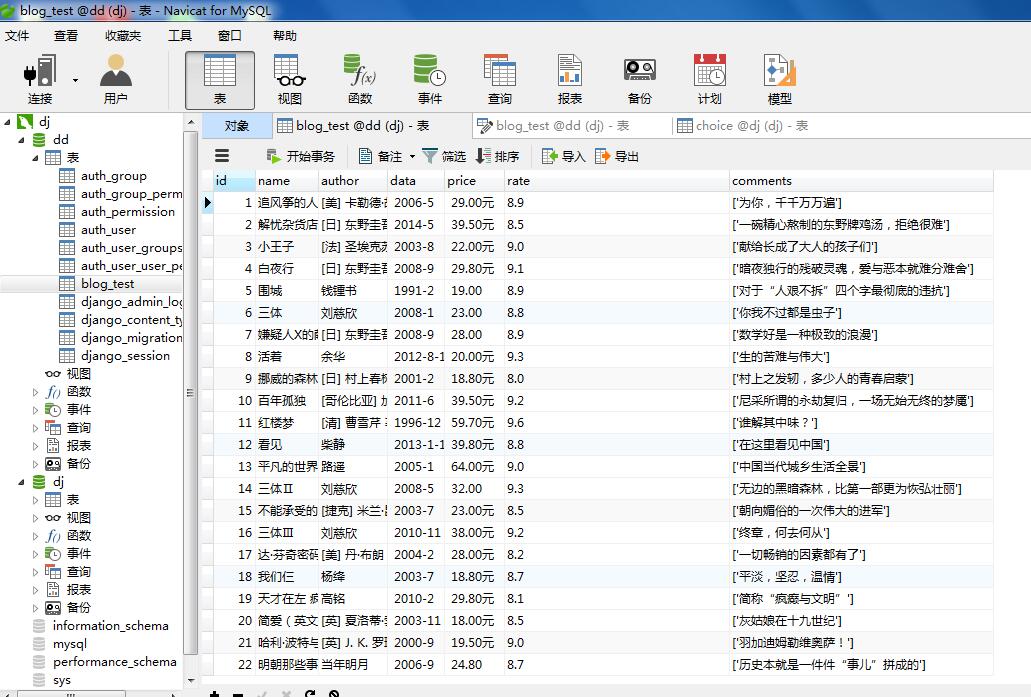 blog_test @dd (dj) - 表 - Navicat for MySQL
文件 查看 收藏夹 工具 窗口 帮助
连接 用户 表 视图 函数 事件 查询 报表 备份 计划 模型
对象 blog_test @dd (dj) - 表 blog_test @dd (dj) - 表 choice @dj (dj) - 表
开始事务 备注 筛选 排序 导入 导出
dj
dd
表
auth_group
auth_group_perm
auth_permission
auth_user
auth_user_groups
auth_user_user_pe
blog_test
django_admin_log
django_content_ty
django_migration
django_session
视图
函数
事件
查询
报表
备份
dj
表
视图
函数
事件
查询
报表
备份
information_schema
mysql
performance_schema
sys
id name author data price rate comments
1 追风筝的人 [美] 卡勒德· 2006-5 29.00元 8.9 ['为你，千千万万遍']
2 解忧杂货店 [日] 东野圭吾 2014-5 39.50元 8.5 ['一碗精心熬制的东野牌鸡汤，拒绝很难']
3 小王子 [法] 圣埃克苏 2003-8 22.00元 9.0 ['献给长成了大人的孩子们']
4 白夜行 [日] 东野圭吾 2008-9 29.80元 9.1 ['暗夜独行的残破灵魂，爱与恶本就难分难舍']
5 围城 钱锺书 1991-2 19.00 8.9 ['对于“人艰不拆”四个字最彻底的违抗']
6 三体 刘慈欣 2008-1 23.00 8.8 ['你我不过都是虫子']
7 嫌疑人X的 [日] 东野圭吾 2008-9 28.00 8.9 ['数学好是一种极致的浪漫']
8 活着 余华 2012-8-1 20.00元 9.3 ['生的苦难与伟大']
9 挪威的森林 [日] 村上春树 2001-2 18.80元 8.0 ['村上之发轫，多少人的青春启蒙']
10 百年孤独 [哥伦比亚] 加 2011-6 39.50元 9.2 ['尼采所谓的永劫复归，一场无始无终的梦魇']
11 红楼梦 [清] 曹雪芹 1996-12 59.70元 9.6 ['谁解其中味？']
12 看见 柴静 2013-1-1 39.80元 8.8 ['在这里看见中国']
13 平凡的世界 路遥 2005-1 64.00元 9.0 ['中国当代城乡生活全景']
14 三体Ⅱ 刘慈欣 2008-5 32.00 9.3 ['无边的黑暗森林，比第一部更为恢弘壮丽']
15 不能承受的 [捷克] 米兰· 2003-7 23.00元 8.5 ['朝向媚俗的一次伟大的进军']
16 三体Ⅲ 刘慈欣 2010-11 38.00元 9.2 ['终章，何去何从']
17 达·芬奇密码 [美] 丹·布朗 2004-2 28.00元 8.2 ['一切畅销的因素都有了']
18 我们仨 杨绛 2003-7 18.80元 8.7 ['平淡，坚忍，温情']
19 天才在左 疯 高铭 2010-2 29.80元 8.1 ['简称“疯癫与文明”']
20 简爱（英文 [英] 夏洛蒂· 2003-11 18.00元 8.5 ['灰姑娘在十九世纪']
21 哈利·波特与 [英] J. K. 罗琳 2000-9 19.50元 9.0 ['羽加迪姆勒维奥萨！']
22 明朝那些事 当年明月 2006-9 24.80 8.7 ['历史本就是一件件“事儿”拼成的']